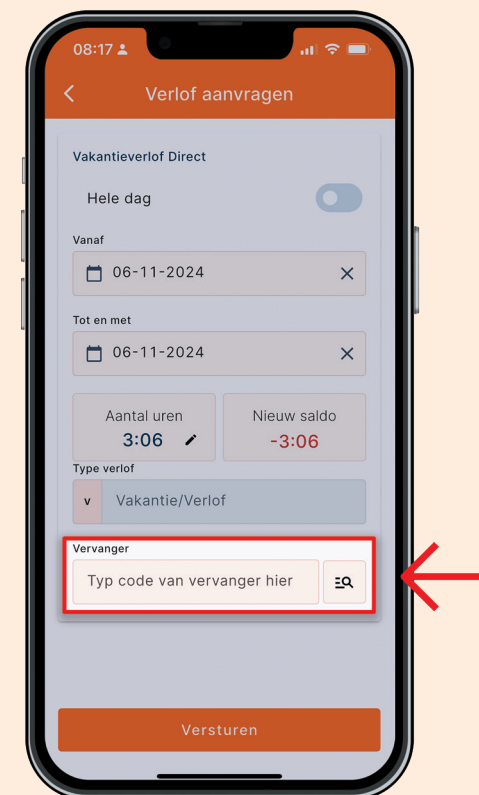 08:17
Verlof aanvragen
Vakantieverlof Direct
Hele dag
Vanaf
06-11-2024
Tot en met
06-11-2024
Aantal uren
Nieuw saldo
3:06
-3:06
Type verlof
v
Vakantie/Verlof
Vervanger
Typ code van vervanger hier
Versturen